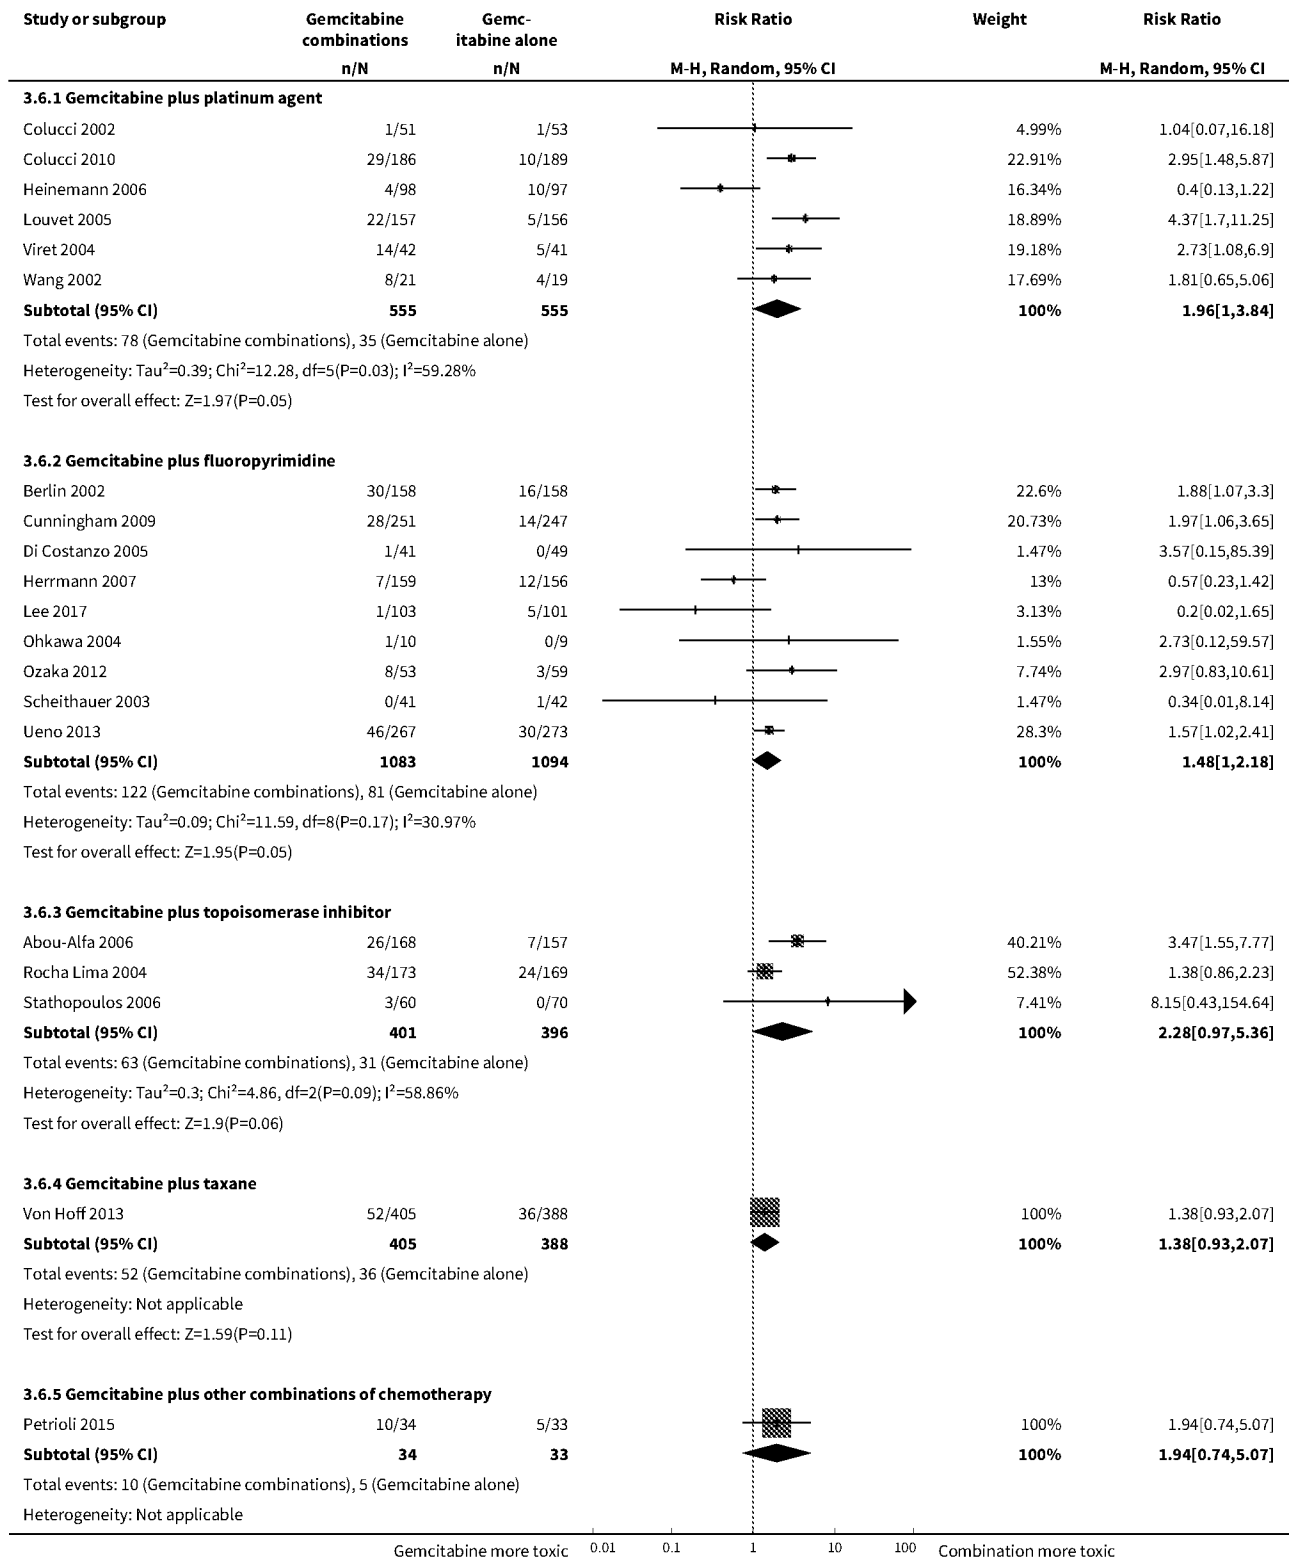 Study or subgroup Gemcitabine combinations Gemc-itabine alone Risk Ratio Weight Risk Ratio
n/N n/N M-H, Random, 95% CI M-H, Random, 95% CI
3.6.1 Gemcitabine plus platinum agent
Colucci 2002 1/51 1/53 4.99% 1.04[0.07,16.18]
Colucci 2010 29/186 10/189 22.91% 2.95[1.48,5.87]
Heinemann 2006 4/98 10/97 16.34% 0.4[0.13,1.22]
Louvet 2005 22/157 5/156 18.89% 4.37[1.7,11.25]
Viret 2004 14/42 5/41 19.18% 2.73[1.08,6.9]
Wang 2002 8/21 4/19 17.69% 1.81[0.65,5.06]
Subtotal (95% CI) 555 555 100% 1.96[1,3.84]
Total events: 78 (Gemcitabine combinations), 35 (Gemcitabine alone)
Heterogeneity: Tau²=0.39; Chi²=12.28, df=5(P=0.03); I²=59.28%
Test for overall effect: Z=1.97(P=0.05)
3.6.2 Gemcitabine plus fluoropyrimidine
Berlin 2002 30/158 16/158 22.6% 1.88[1.07,3.3]
Cunningham 2009 28/251 14/247 20.73% 1.97[1.06,3.65]
Di Costanzo 2005 1/41 0/49 1.47% 3.57[0.15,85.39]
Herrmann 2007 7/159 12/156 13% 0.57[0.23,1.42]
Lee 2017 1/103 5/101 3.13% 0.2[0.02,1.65]
Ohkawa 2004 1/10 0/9 1.55% 2.73[0.12,59.57]
Ozaka 2012 8/53 3/59 7.74% 2.97[0.83,10.61]
Scheithauer 2003 0/41 1/42 1.47% 0.34[0.01,8.14]
Ueno 2013 46/267 30/273 28.3% 1.57[1.02,2.41]
Subtotal (95% CI) 1083 1094 100% 1.48[1,2.18]
Total events: 122 (Gemcitabine combinations), 81 (Gemcitabine alone)
Heterogeneity: Tau²=0.09; Chi²=11.59, df=8(P=0.17); I²=30.97%
Test for overall effect: Z=1.95(P=0.05)
3.6.3 Gemcitabine plus topoisomerase inhibitor
Abou-Alfa 2006 26/168 7/157 40.21% 3.47[1.55,7.77]
Rocha Lima 2004 34/173 24/169 52.38% 1.38[0.86,2.23]
Stathopoulos 2006 3/60 0/70 7.41% 8.15[0.43,154.64]
Subtotal (95% CI) 401 396 100% 2.28[0.97,5.36]
Total events: 63 (Gemcitabine combinations), 31 (Gemcitabine alone)
Heterogeneity: Tau²=0.3; Chi²=4.86, df=2(P=0.09); I²=58.86%
Test for overall effect: Z=1.9(P=0.06)
3.6.4 Gemcitabine plus taxane
Von Hoff 2013 52/405 36/388 100% 1.38[0.93,2.07]
Subtotal (95% CI) 405 388 100% 1.38[0.93,2.07]
Total events: 52 (Gemcitabine combinations), 36 (Gemcitabine alone)
Heterogeneity: Not applicable
Test for overall effect: Z=1.59(P=0.11)
3.6.5 Gemcitabine plus other combinations of chemotherapy
Petrioli 2015 10/34 5/33 100% 1.94[0.74,5.07]
Subtotal (95% CI) 34 33 100% 1.94[0.74,5.07]
Total events: 10 (Gemcitabine combinations), 5 (Gemcitabine alone)
Heterogeneity: Not applicable
Gemcitabine more toxic 0.01 0.1 1 10 100 Combination more toxic